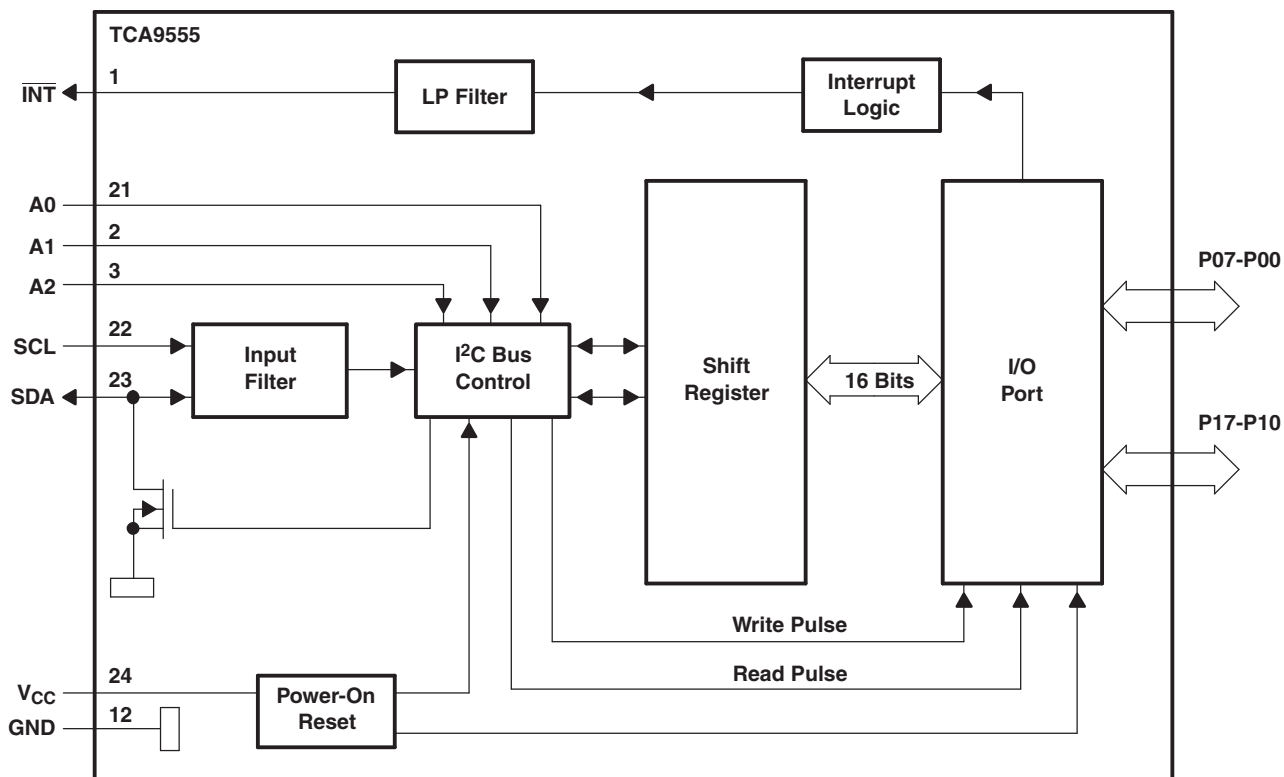 TCA9555
INT
1
LP Filter
Interrupt
Logic
A0
21
A1
2
A2
3
SCL
22
SDA
23
Input
Filter
I²C Bus
Control
Shift
Register
16 Bits
I/O
Port
P07-P00
P17-P10
Write Pulse
Read Pulse
VCC
24
GND
12
Power-On
Reset